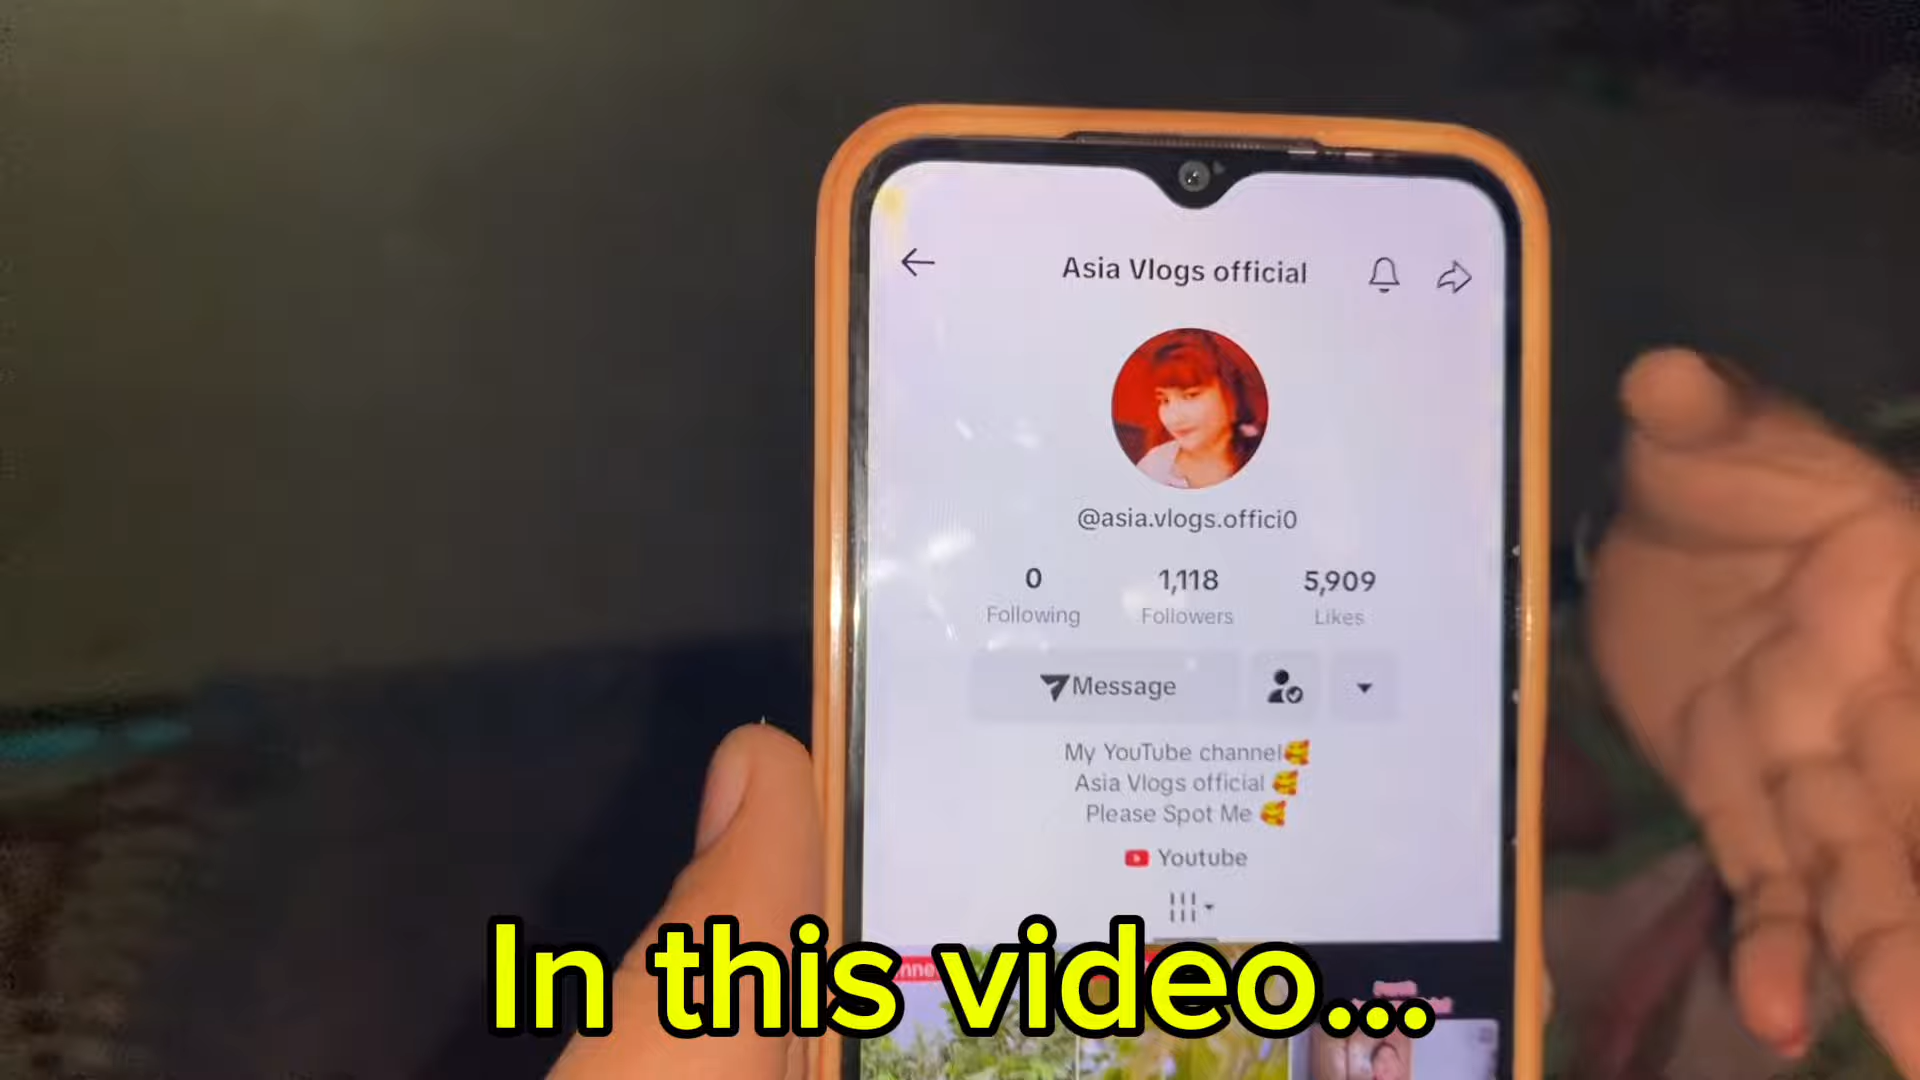 Asia Vlogs official
@asia.vlogs.offici0
0 1,118 5,909
Following Followers Likes
Message
My YouTube channel🥰
Asia Vlogs official 🥰
Please Spot Me 🥰
Youtube
In this video...